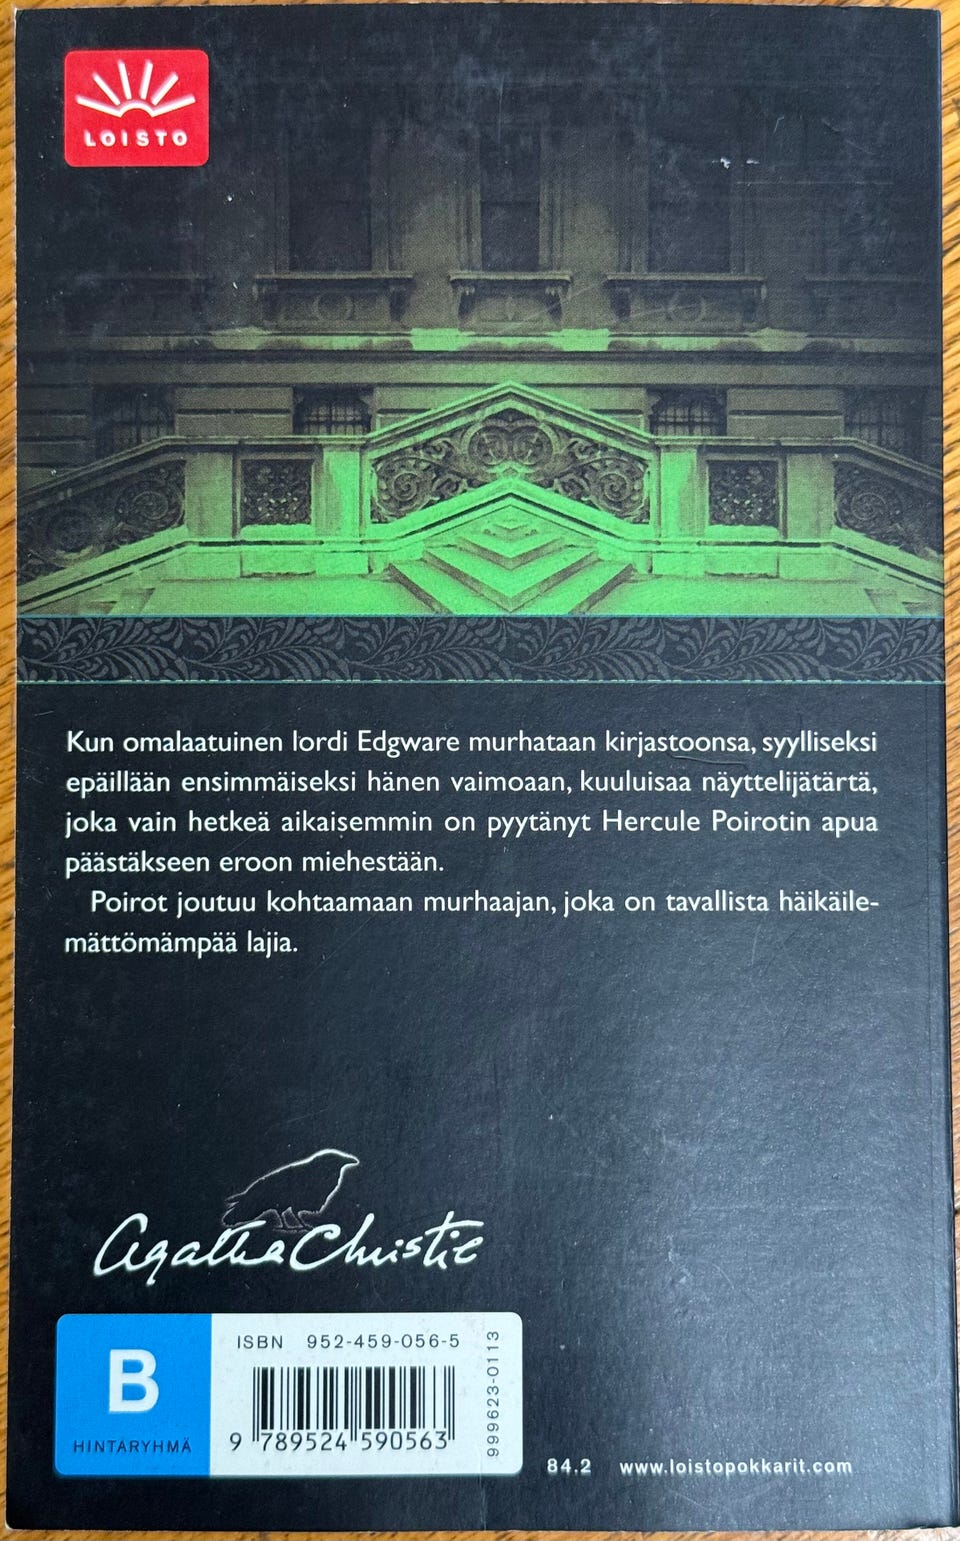 LOISTO
Kun omalaatuinen lordi Edgware murhataan kirjastoonsa, syylliseksi
epäillään ensimmäiseksi hänen vaimoaan, kuuluisaa näyttelijätärtä,
joka vain hetkeä aikaisemmin on pyytänyt Hercule Poirotin apua
päästäkseen eroon miehestään.
Poirot joutuu kohtaamaan murhaajan, joka on tavallista häikäile-
mättömämpää lajia.
Agatha Christie
B
HINTARYHMÄ
ISBN 952-459-056-5
9 789524 590563
999623-0113
84.2 www.loistopokkarit.com